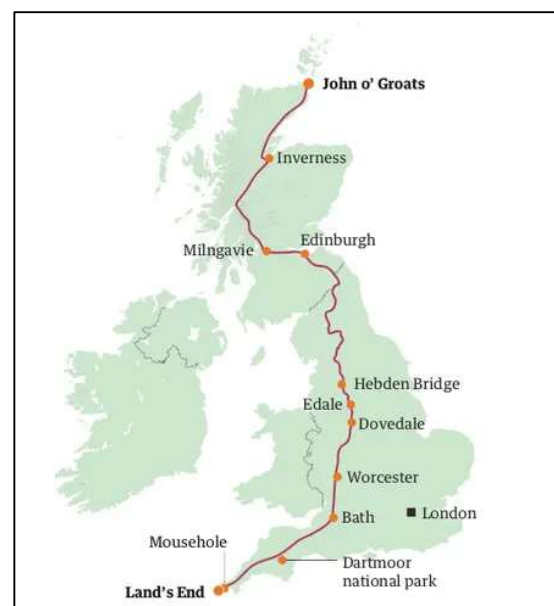 John o' Groats
Inverness
Edinburgh
Milngavie
Hebden Bridge
Edale
Dovedale
Worcester
London
Bath
Mousehole
Dartmoor
national park
Land's End